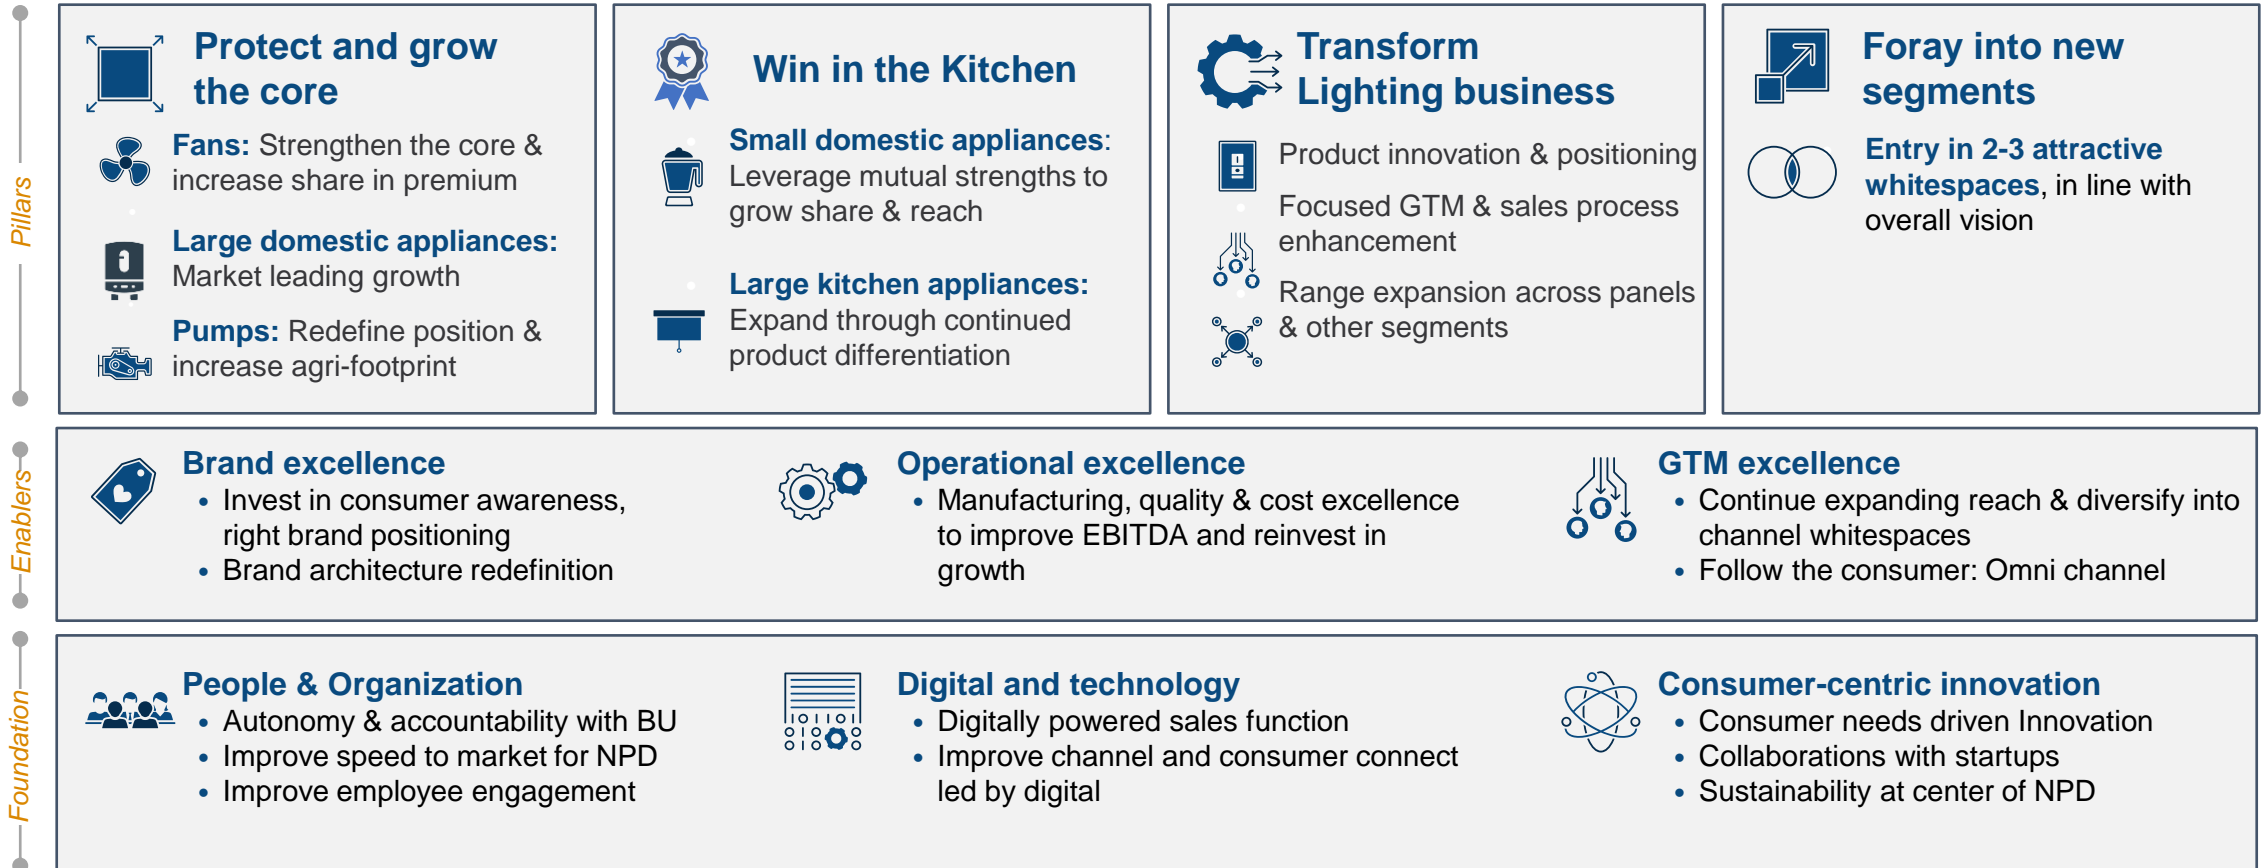 Pillars
Protect and grow
the core
Fans: Strengthen the core &
increase share in premium
Large domestic appliances:
Market leading growth
Pumps: Redefine position &
increase agri-footprint
Win in the Kitchen
Small domestic appliances:
Leverage mutual strengths to
grow share & reach
Large kitchen appliances:
Expand through continued
product differentiation
Transform
Lighting business
Product innovation & positioning
Focused GTM & sales process
enhancement
Range expansion across panels
& other segments
Foray into new
segments
Entry in 2-3 attractive
whitespaces, in line with
overall vision
Enablers
Brand excellence
• Invest in consumer awareness,
right brand positioning
• Brand architecture redefinition
Operational excellence
• Manufacturing, quality & cost excellence
to improve EBITDA and reinvest in
growth
GTM excellence
• Continue expanding reach & diversify into
channel whitespaces
• Follow the consumer: Omni channel
Foundation
People & Organization
• Autonomy & accountability with BU
• Improve speed to market for NPD
• Improve employee engagement
Digital and technology
• Digitally powered sales function
• Improve channel and consumer connect
led by digital
Consumer-centric innovation
• Consumer needs driven Innovation
• Collaborations with startups
• Sustainability at center of NPD